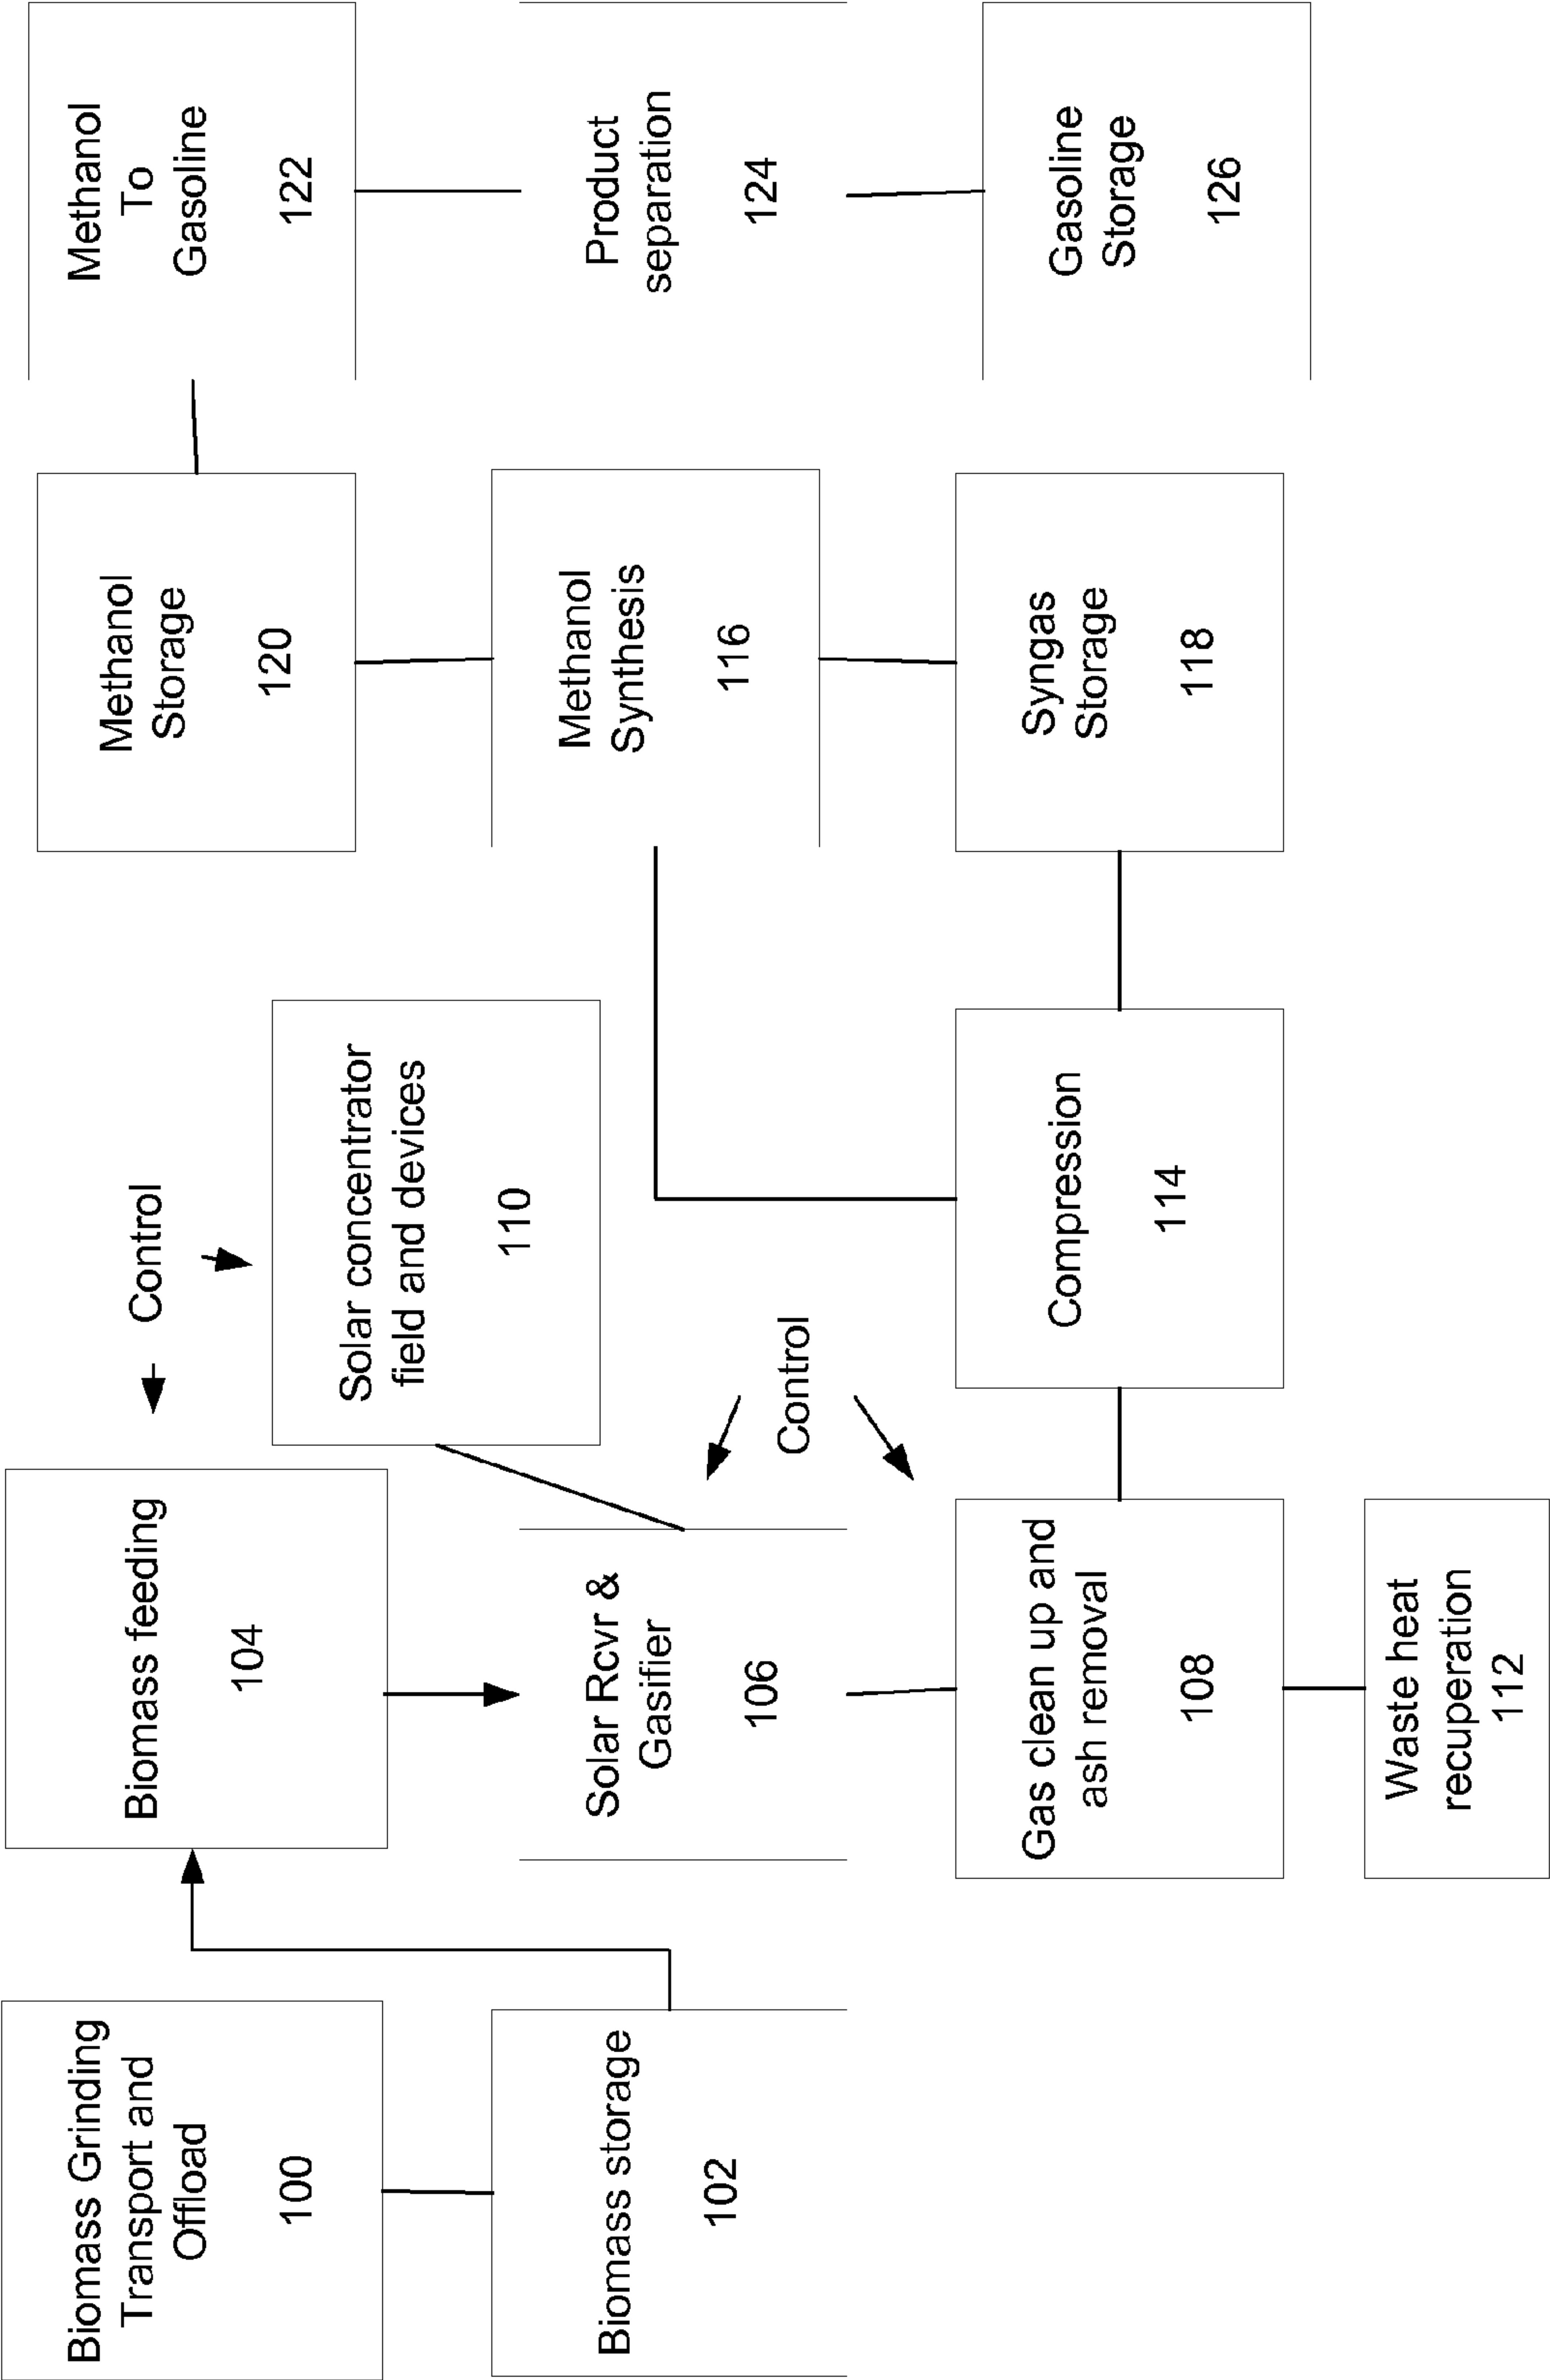 Biomass Grinding
Transport and
Offload
100
Biomass storage
102
Biomass feeding
104
Solar Rcvr &
Gasifier
106
Gas clean up and
ash removal
108
Waste heat
recuperation
112
Control
Solar concentrator
field and devices
110
Control
Compression
114
Methanol
Storage
120
Methanol
Synthesis
116
Syngas
Storage
118
Methanol
To
Gasoline
122
Product
separation
124
Gasoline
Storage
126